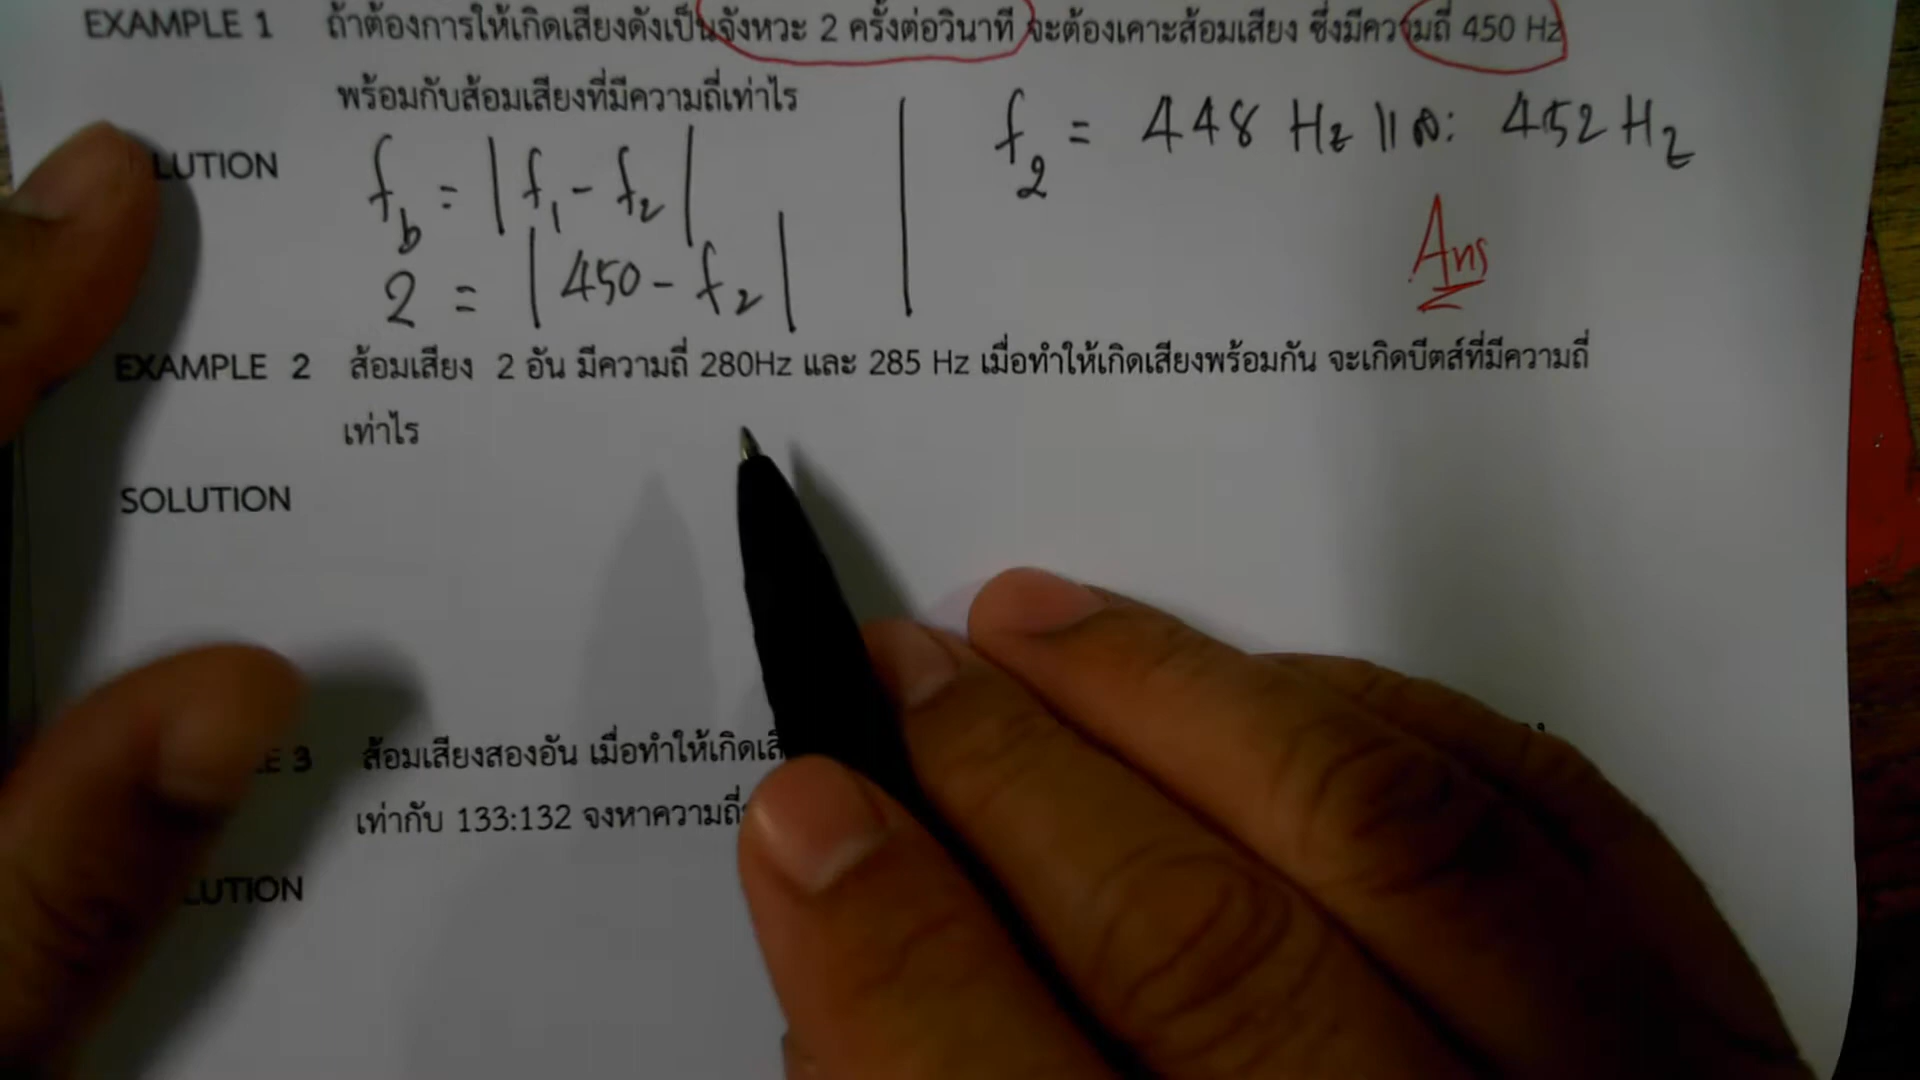 EXAMPLE 1 ถ้าต้องการให้เกิดเสียงดังเป็นจังหวะ 2 ครั้งต่อวินาที จะต้องเคาะส้อมเสียง ซึ่งมีความถี่ 450 Hz
พร้อมกับส้อมเสียงที่มีความถี่เท่าไร
LUTION
f_b = |f_1 - f_2|
2 = |450 - f_2|
f_2 = 448 Hz และ 452 Hz
Ans
EXAMPLE 2 ส้อมเสียง 2 อัน มีความถี่ 280Hz และ 285 Hz เมื่อทำให้เกิดเสียงพร้อมกัน จะเกิดบีตส์ที่มีความถี่
เท่าไร
SOLUTION
LE 3 ส้อมเสียงสองอัน เมื่อทำให้เกิดเสี
เท่ากับ 133:132 จงหาความถี่
LUTION